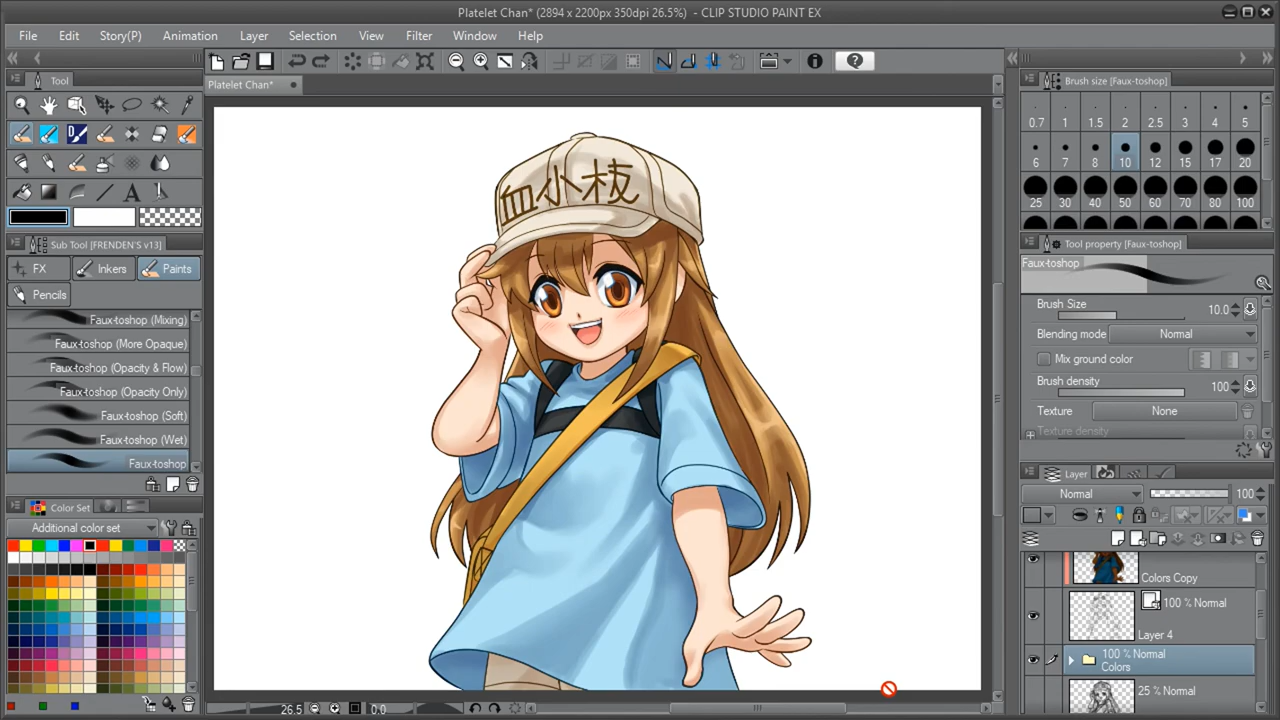 Platelet Chan* (2894 x 2200px 350dpi 26.5%) - CLIP STUDIO PAINT EX
File Edit Story(P) Animation Layer Selection View Filter Window Help
Tool
Platelet Chan*
Brush size [Faux-toshop]
0.7 1 1.5 2 2.5 3 4 5
6 7 8 10 12 15 17 20
25 30 40 50 60 70 80 100
血小板
Sub Tool [FRENDEN'S v13]
FX Inkers Paints
Pencils
Faux-toshop (Mixing)
Faux-toshop (More Opaque)
Faux-toshop (Opacity & Flow)
Faux-toshop (Opacity Only)
Faux-toshop (Soft)
Faux-toshop (Wet)
Faux-toshop
Color Set
Additional color set
Tool property [Faux-toshop]
Faux-toshop
Brush Size 10.0
Blending mode Normal
Mix ground color
Brush density 100
Texture None
Texture density
Layer
Normal 100
Colors Copy
100 % Normal
Layer 4
100 % Normal
Colors
25 % Normal
26.5 0.0